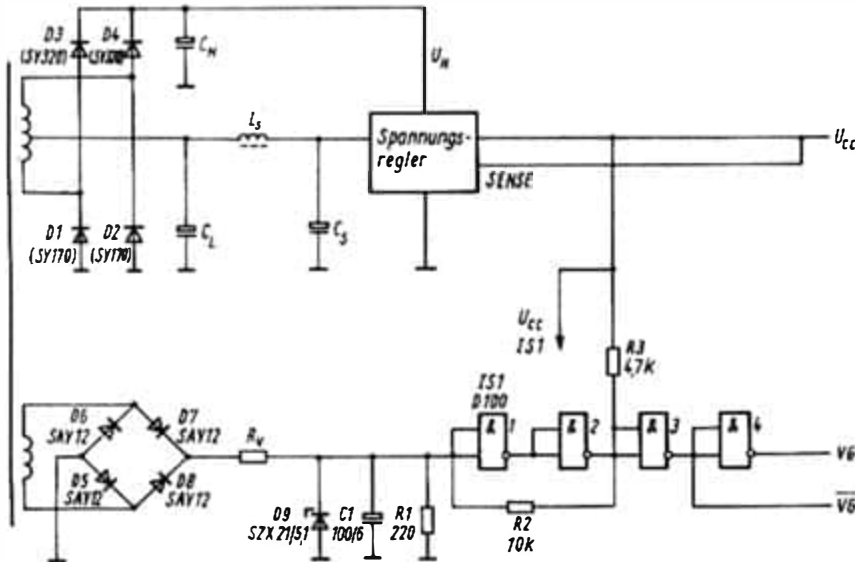 D3
(SY320)
D4
C_H
U_H
L_S
Spannungs-
regler
U_CC
SENSE
D1
(SY170)
D2
(SY170)
C_L
C_S
U_CC
IS1
R3
4,7K
IS1
D100
D6
SAY12
D7
SAY12
R_V
&
1
&
2
&
3
&
4
VG
D5
SAY12
D8
SAY12
D9
SZX 21/5,1
C1
100/6
R1
220
R2
10k
V̅G̅